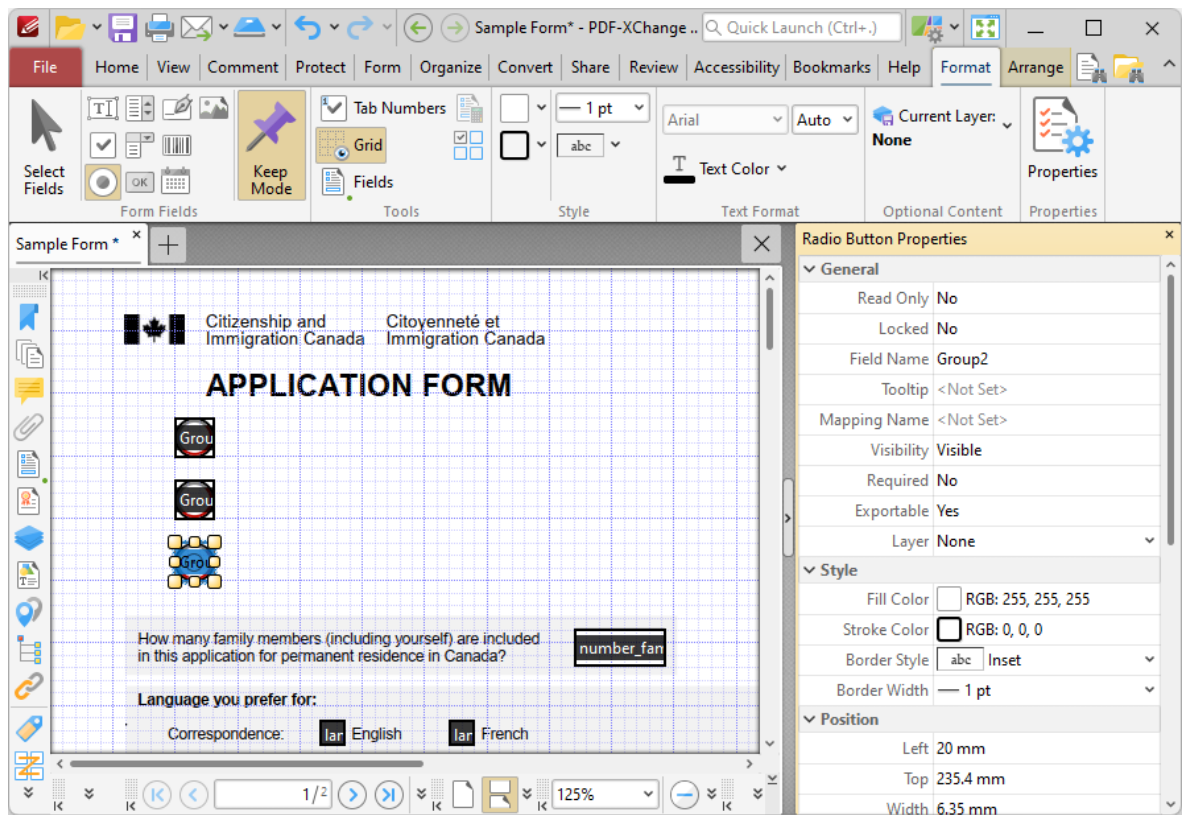 Sample Form* - PDF-XChange ..
Quick Launch (Ctrl+.)
File Home View Comment Protect Form Organize Convert Share Review Accessibility Bookmarks Help Format Arrange
Select Fields
OK
Form Fields
Keep Mode
Tab Numbers
Grid
Fields
Tools
1 pt
abc
Style
Arial
Auto
Text Color
Text Format
Current Layer:
None
Optional Content
Properties
Properties
Sample Form *
Citizenship and Immigration Canada
Citoyenneté et Immigration Canada
APPLICATION FORM
Grou
Grou
Grou
How many family members (including yourself) are included
in this application for permanent residence in Canada?
number_fan
Language you prefer for:
Correspondence: lar English lar French
1/2
125%
Radio Button Properties
General
Read Only No
Locked No
Field Name Group2
Tooltip <Not Set>
Mapping Name <Not Set>
Visibility Visible
Required No
Exportable Yes
Layer None
Style
Fill Color RGB: 255, 255, 255
Stroke Color RGB: 0, 0, 0
Border Style abc Inset
Border Width 1 pt
Position
Left 20 mm
Top 235.4 mm
Width 6.35 mm